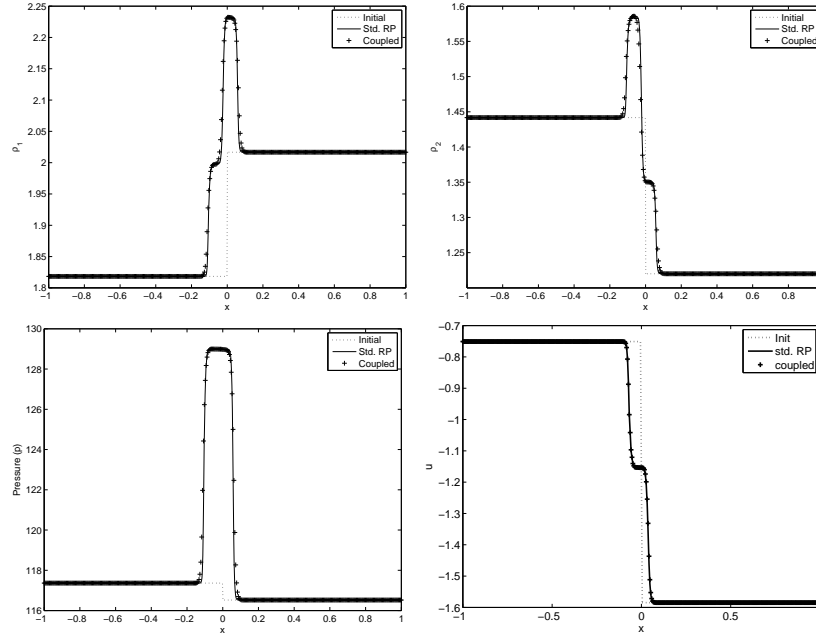 2.25
2.2
2.15
2.1
2.05
2
1.95
1.9
1.85
1.8
ρ1
−1 −0.8 −0.6 −0.4 −0.2 0 0.2 0.4 0.6 0.8 1
x
Initial
Std. RP
Coupled
1.6
1.55
1.5
1.45
1.4
1.35
1.3
1.25
ρ2
−1 −0.8 −0.6 −0.4 −0.2 0 0.2 0.4 0.6 0.8
x
Initial
Std. RP
Coupled
130
128
126
124
122
120
118
116
Pressure (p)
−1 −0.8 −0.6 −0.4 −0.2 0 0.2 0.4 0.6 0.8 1
x
Initial
Std. RP
Coupled
−0.7
−0.8
−0.9
−1
−1.1
−1.2
−1.3
−1.4
−1.5
−1.6
u
−1 −0.5 0 0.5
x
Init
std. RP
coupled